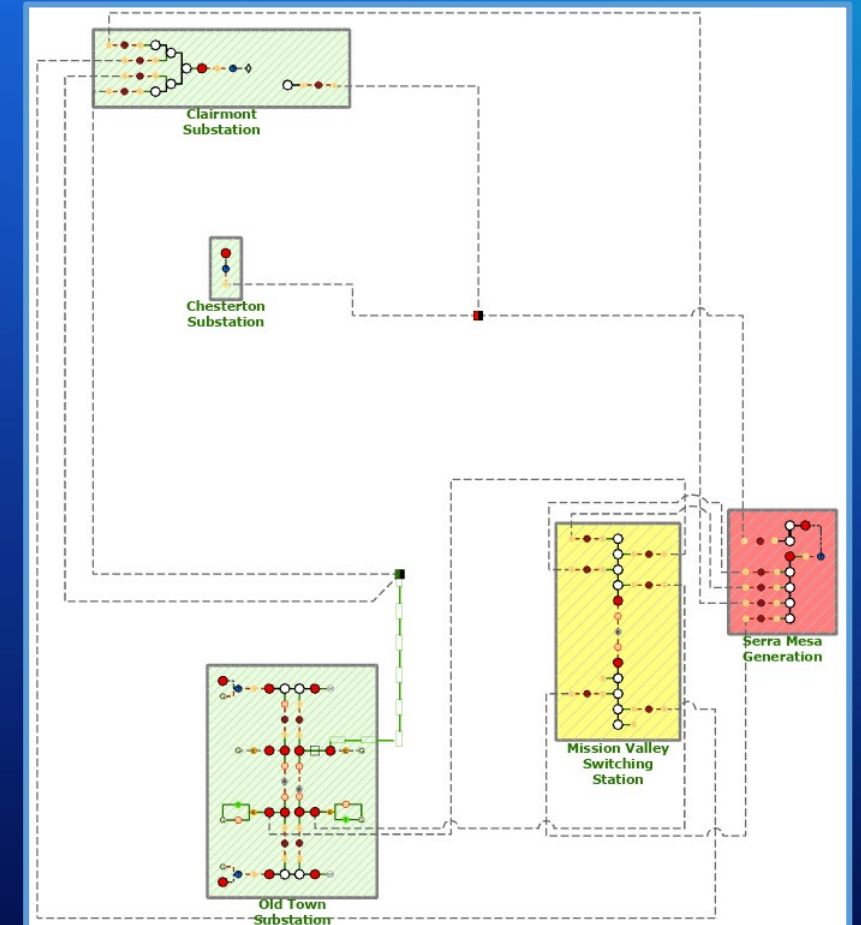 Clairmont
Substation
Chesterton
Substation
Serra Mesa
Generation
Mission Valley
Switching
Station
Old Town
Substation